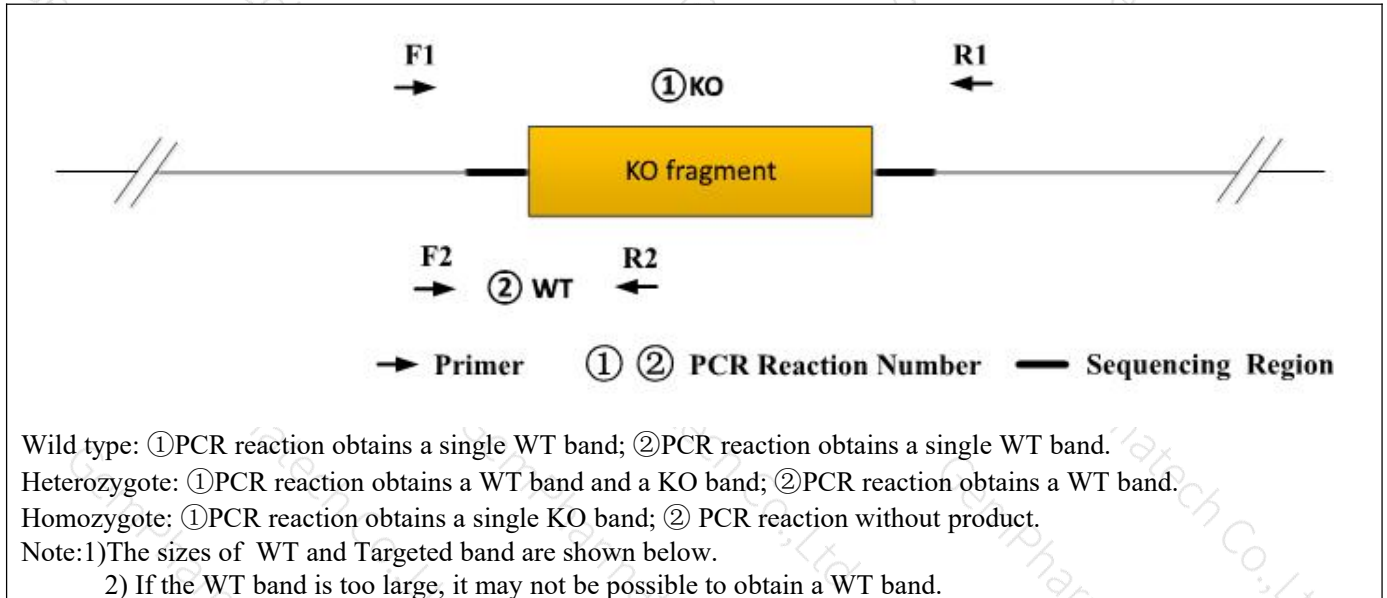 F1
R1
①KO
KO fragment
F2
R2
② WT
Primer ① ② PCR Reaction Number Sequencing Region
Wild type: ①PCR reaction obtains a single WT band; ②PCR reaction obtains a single WT band.
Heterozygote: ①PCR reaction obtains a WT band and a KO band; ②PCR reaction obtains a WT band.
Homozygote: ①PCR reaction obtains a single KO band; ② PCR reaction without product.
Note:1)The sizes of WT and Targeted band are shown below.
2) If the WT band is too large, it may not be possible to obtain a WT band.